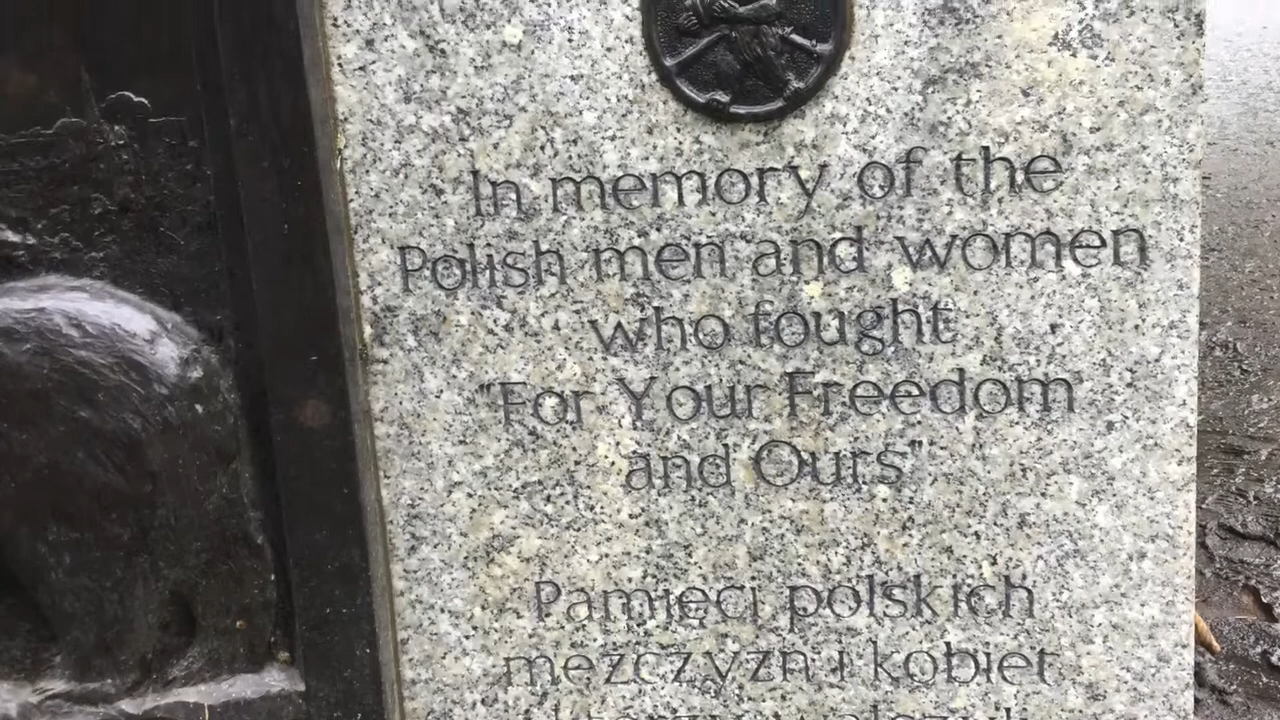 In memory of the
Polish men and women
who fought
"For Your Freedom
and Ours"
Pamięci polskich
mężczyzn i kobiet